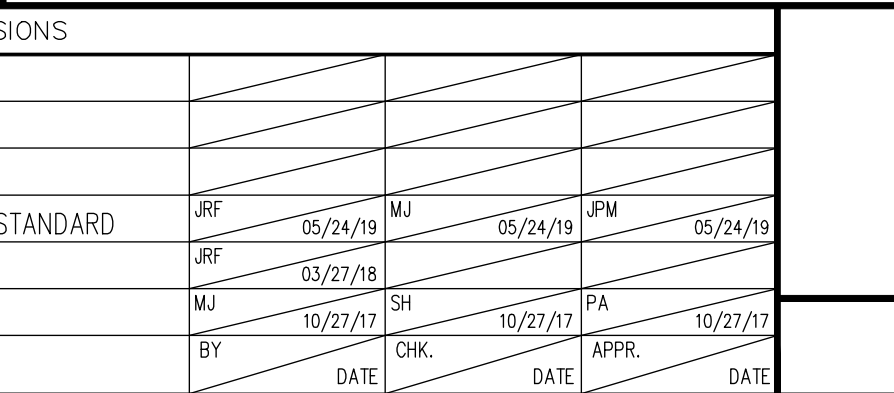 SIONS
STANDARD JRF 05/24/19 MJ 05/24/19 JPM 05/24/19
JRF 03/27/18
MJ 10/27/17 SH 10/27/17 PA 10/27/17
BY DATE CHK. DATE APPR. DATE